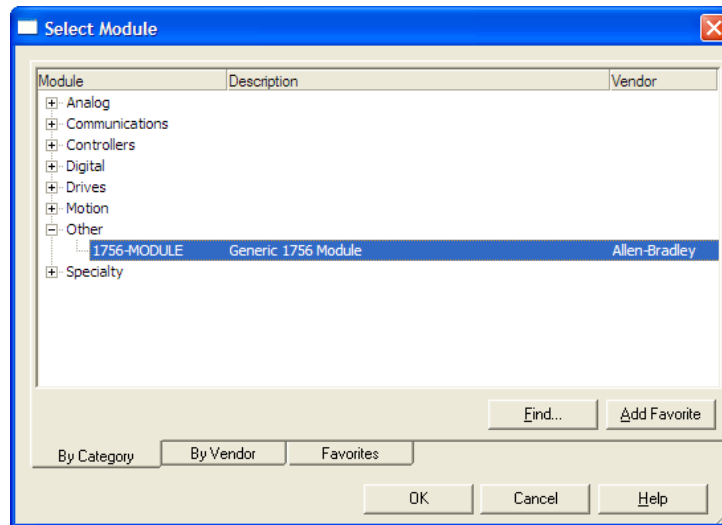 Select Module
Module Description Vendor
Analog
Communications
Controllers
Digital
Drives
Motion
Other
1756-MODULE Generic 1756 Module Allen-Bradley
Specialty
Find... Add Favorite
By Category By Vendor Favorites
OK Cancel Help